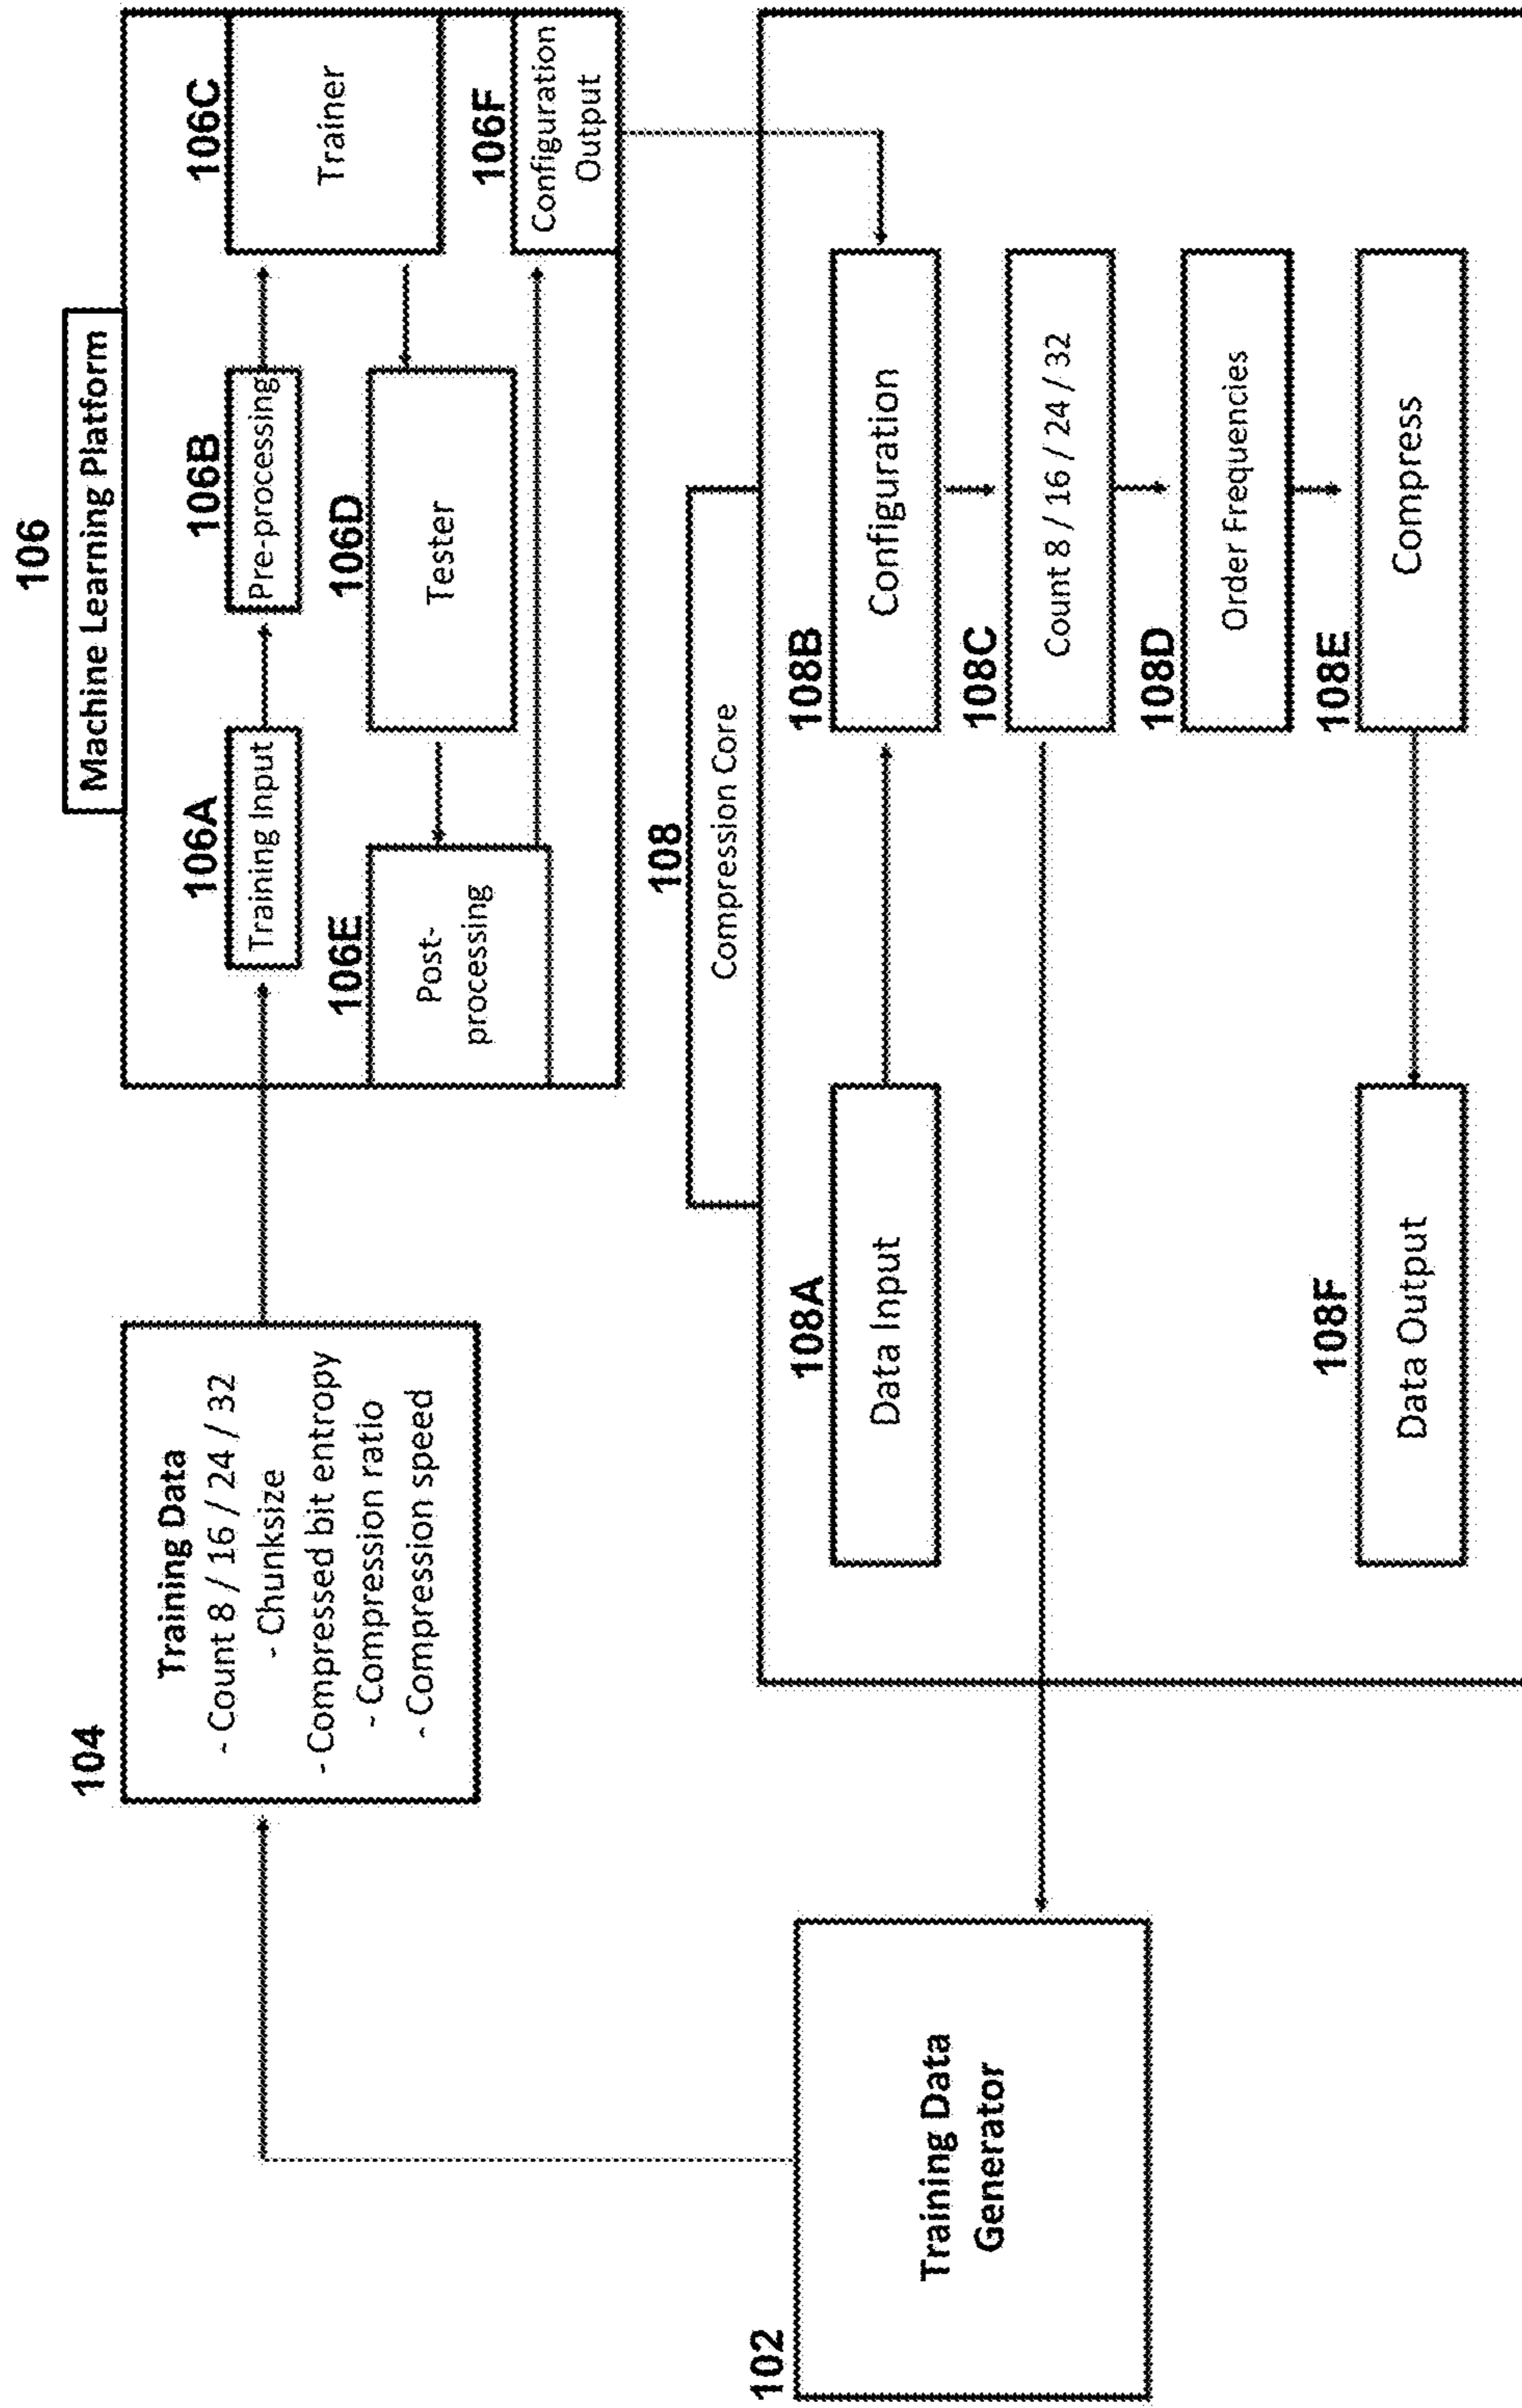 106
Machine Learning Platform
104
Training Data
- Count 8 / 16 / 24 / 32
- Chunksize
- Compressed bit entropy
- Compression ratio
- Compression speed
106A
Training Input
106B
Pre-processing
106C
Trainer
106D
Tester
106E
Post-
processing
106F
Configuration
Output
102
Training Data
Generator
108
Compression Core
108A
Data Input
108B
Configuration
108C
Count 8 / 16 / 24 / 32
108D
Order Frequencies
108E
Compress
108F
Data Output